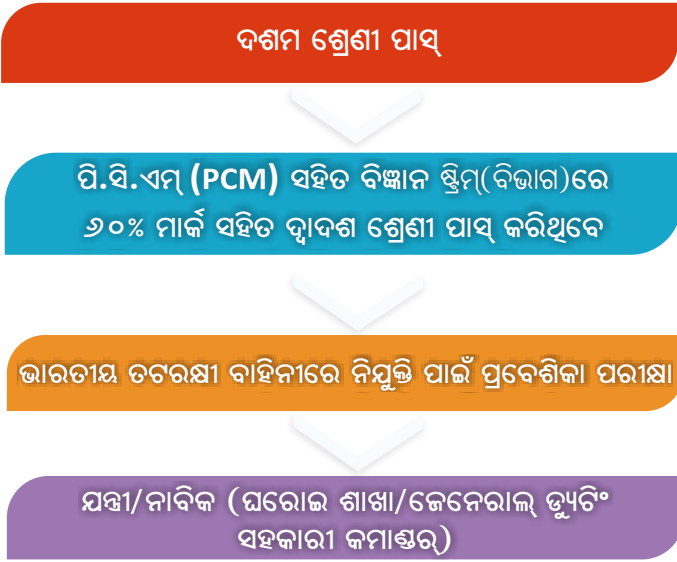 ଦଶମ ଶ୍ରେଣୀ ପାସ୍
ପି.ସି.ଏମ୍ (PCM) ସହିତ ବିଜ୍ଞାନ ଷ୍ଟ୍ରିମ୍(ବିଭାଗ)ରେ
୬୦% ମାର୍କ ସହିତ ଦ୍ୱାଦଶ ଶ୍ରେଣୀ ପାସ୍ କରିଥିବେ
ଭାରତୀୟ ତଟରକ୍ଷୀ ବାହିନୀରେ ନିଯୁକ୍ତି ପାଇଁ ପ୍ରବେଶିକା ପରୀକ୍ଷା
ଯନ୍ତ୍ରୀ/ନାବିକ (ଘରୋଇ ଶାଖା/ଜେନେରାଲ୍ ଡ୍ୟୁଟିଂ
ସହକାରୀ କମାଣ୍ଡର୍)